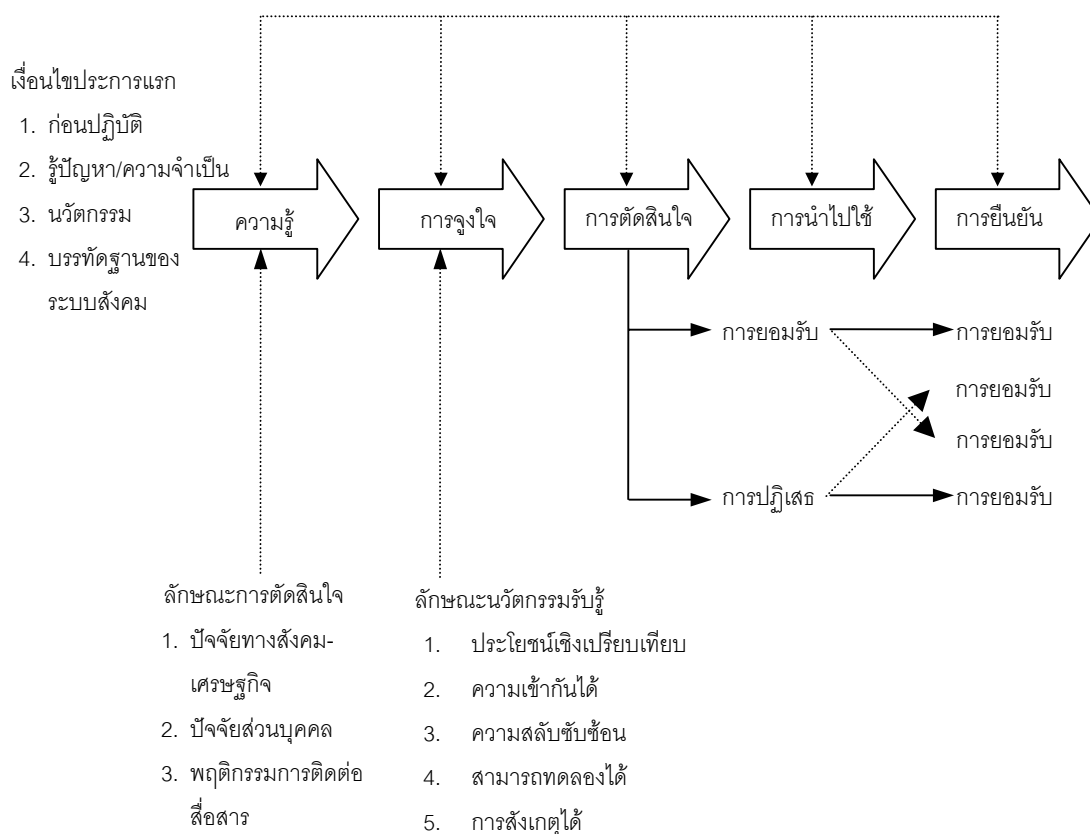 เงื่อนไขประการแรก
1. ก่อนปฏิบัติ
2. รู้ปัญหา/ความจำเป็น
3. นวัตกรรม
4. บรรทัดฐานของ
ระบบสังคม
ความรู้
การจูงใจ
การตัดสินใจ
การนำไปใช้
การยืนยัน
การยอมรับ
การยอมรับ
การยอมรับ
การยอมรับ
การปฏิเสธ
การยอมรับ
ลักษณะการตัดสินใจ
1. ปัจจัยทางสังคม-
เศรษฐกิจ
2. ปัจจัยส่วนบุคคล
3. พฤติกรรมการติดต่อ
สื่อสาร
ลักษณะนวัตกรรมรับรู้
1. ประโยชน์เชิงเปรียบเทียบ
2. ความเข้ากันได้
3. ความสลับซับซ้อน
4. สามารถทดลองได้
5. การสังเกตุได้